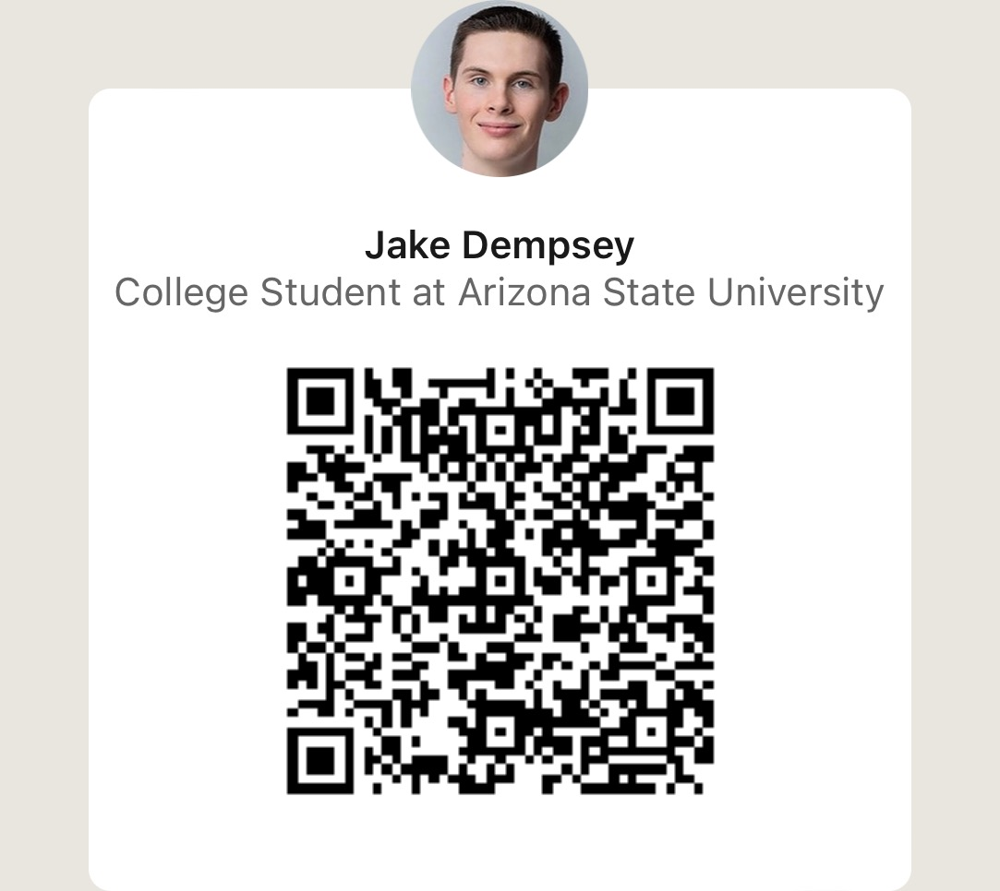 Jake Dempsey
College Student at Arizona State University